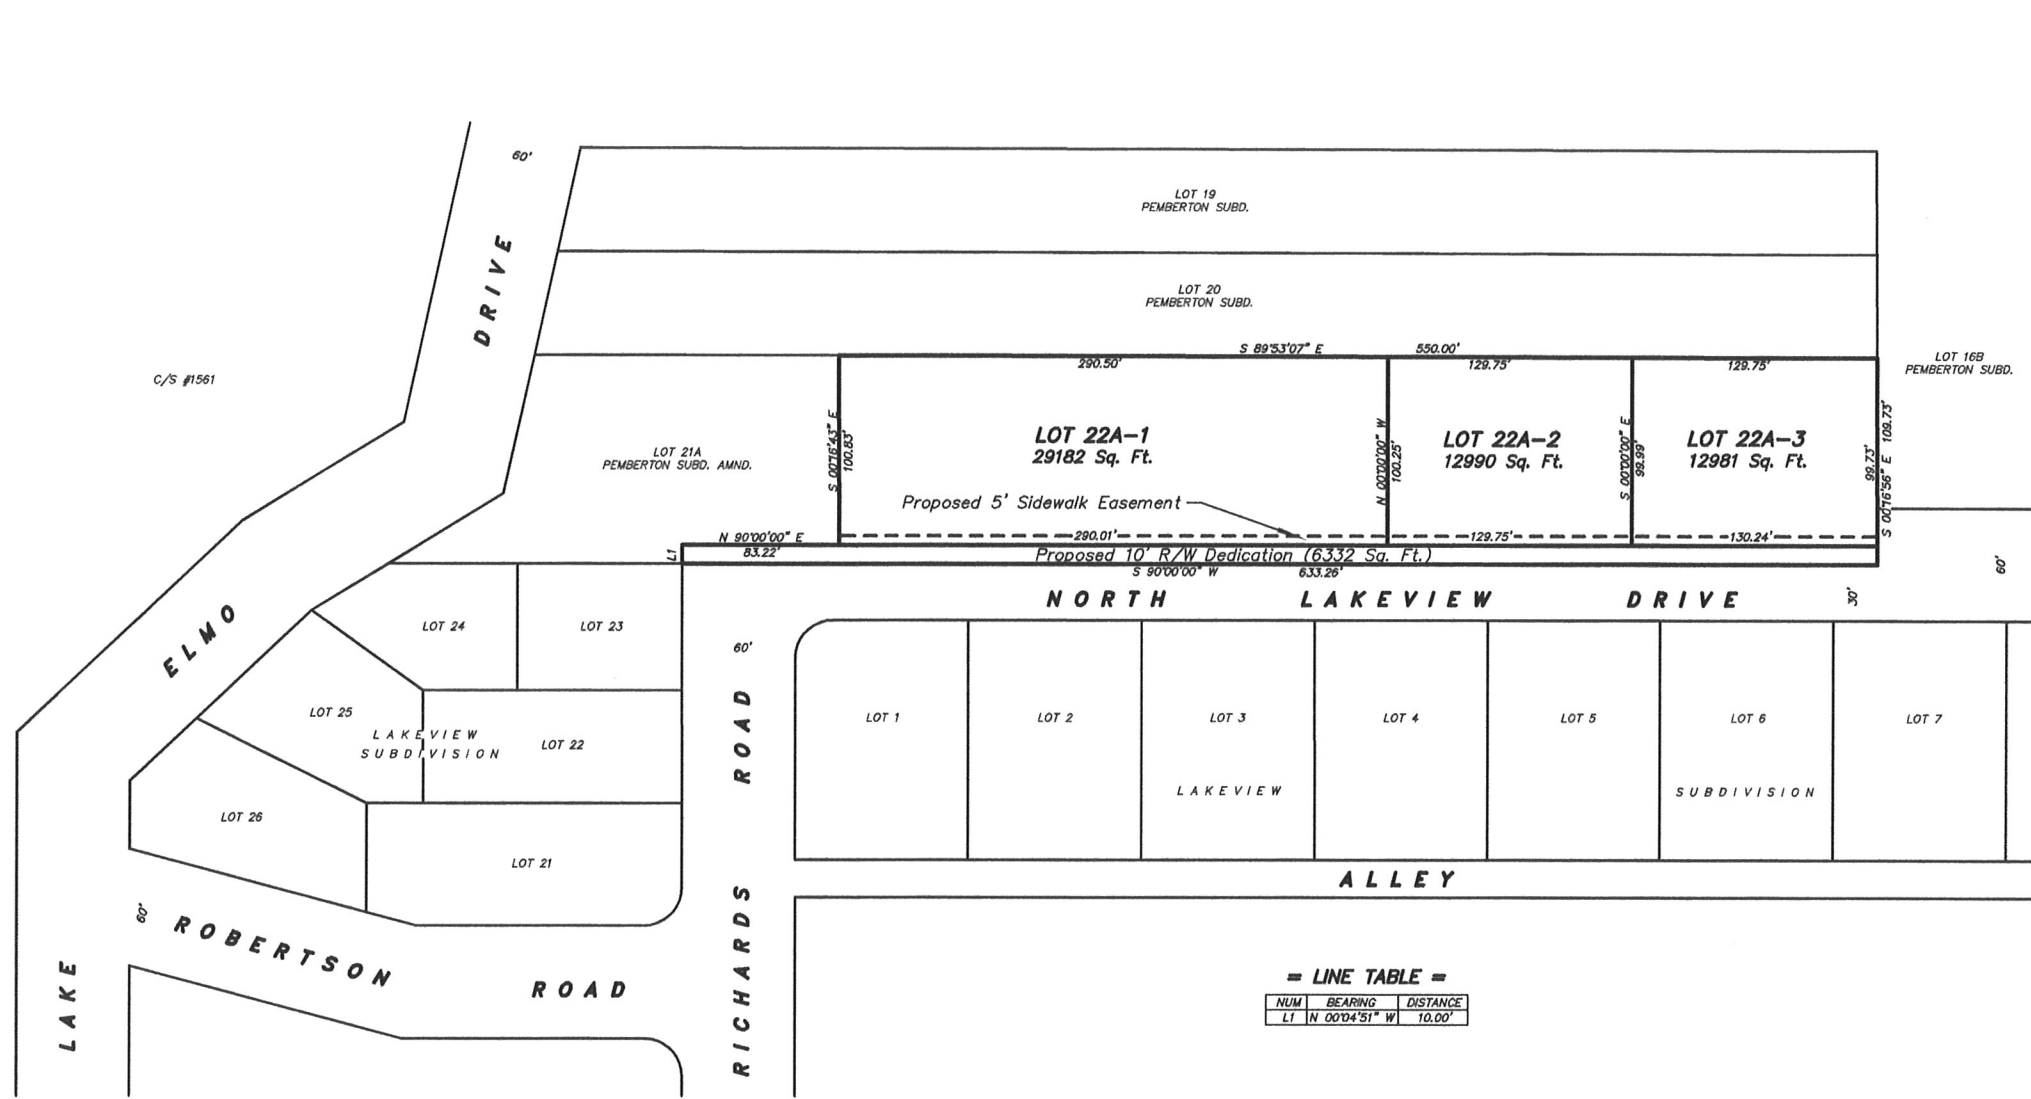 60'
DRIVE
LOT 19
PEMBERTON SUBD.
LOT 20
PEMBERTON SUBD.
C/S #1561
S 89°53'07" E
550.00'
290.50'
129.75'
129.75'
LOT 16B
PEMBERTON SUBD.
LOT 21A
PEMBERTON SUBD. AMND.
S 00°16'43" E
100.83'
LOT 22A-1
29182 Sq. Ft.
N 00°00'00" W
100.25'
LOT 22A-2
12990 Sq. Ft.
S 00°00'00" E
99.99'
LOT 22A-3
12981 Sq. Ft.
99.73'
S 00°16'56" E 109.73'
Proposed 5' Sidewalk Easement
290.01'
129.75'
130.24'
N 90°00'00" E
83.22'
L1
Proposed 10' R/W Dedication (6332 Sq. Ft.)
S 90°00'00" W
633.26'
60'
NORTH LAKEVIEW DRIVE
30'
ELMO
LOT 24
LOT 23
60'
LOT 25
LAKEVIEW
SUBDIVISION
LOT 22
ROAD
LOT 1
LOT 2
LOT 3
LOT 4
LOT 5
LOT 6
LOT 7
LAKEVIEW
SUBDIVISION
LOT 26
LOT 21
ALLEY
60'
ROBERTSON
ROAD
RICHARDS
LAKE
= LINE TABLE =
NUM BEARING DISTANCE
L1 N 00°04'51" W 10.00'